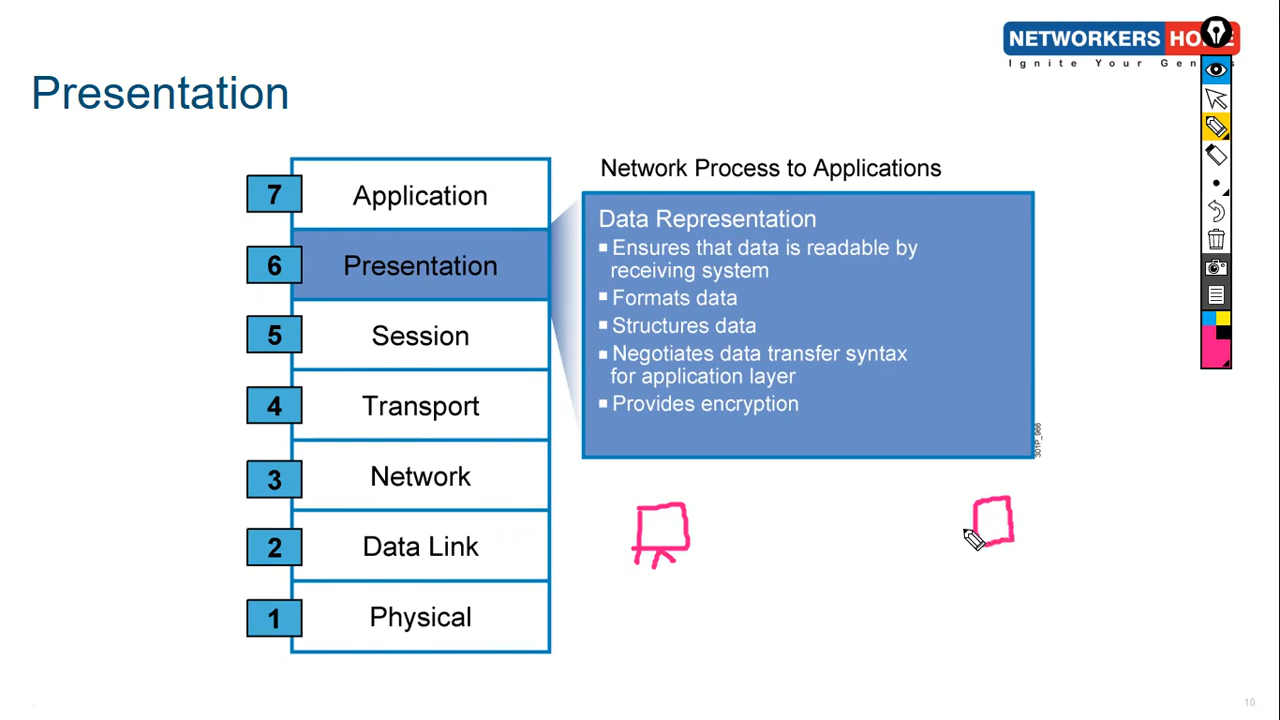 NETWORKERS HO
Ignite Your Gen s
Presentation
7 Application
6 Presentation
5 Session
4 Transport
3 Network
2 Data Link
1 Physical
Network Process to Applications
Data Representation
▪ Ensures that data is readable by
receiving system
▪ Formats data
▪ Structures data
▪ Negotiates data transfer syntax
for application layer
▪ Provides encryption
301P_966
10